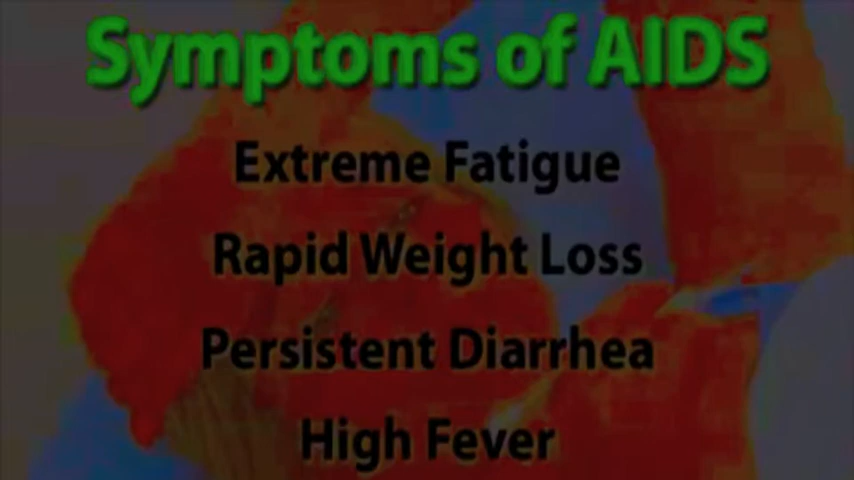 Symptoms of AIDS
Extreme Fatigue
Rapid Weight Loss
Persistent Diarrhea
High Fever